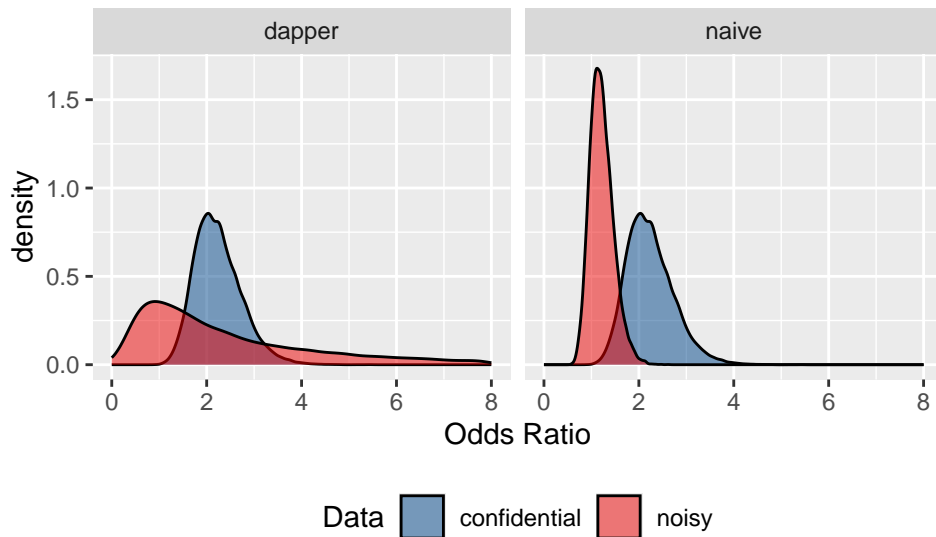 dapper naive
density
1.5
1.0
0.5
0.0
0 2 4 6 8 0 2 4 6 8
Odds Ratio
Data confidential noisy